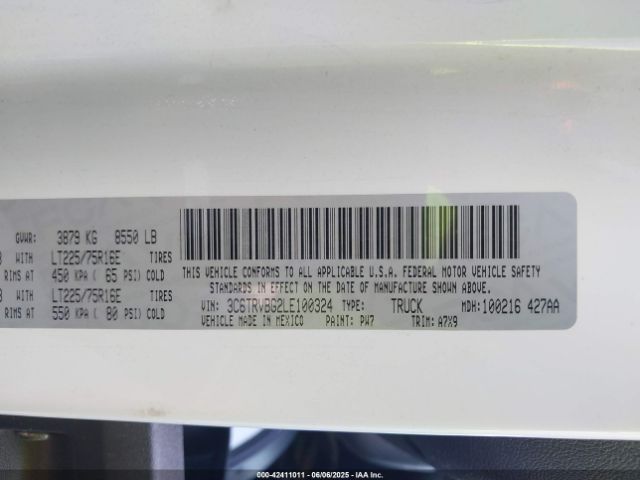 GVWR: 3879 KG 8550 LB
WITH LT225/75R16E TIRES
RIMS AT 450 KPA( 65 PSI) COLD
WITH LT225/75R16E TIRES
RIMS AT 550 KPA( 80 PSI) COLD
THIS VEHICLE CONFORMS TO ALL APPLICABLE U.S.A. FEDERAL MOTOR VEHICLE SAFETY
STANDARDS IN EFFECT ON THE DATE OF MANUFACTURE SHOWN ABOVE.
VIN: 3C6TRVBG2LE100324 TYPE: TRUCK MDH: 100216 427AA
VEHICLE MADE IN MEXICO PAINT: PW7 TRIM: A7X9
000-42411011 - 06/06/2025 - IAA Inc.